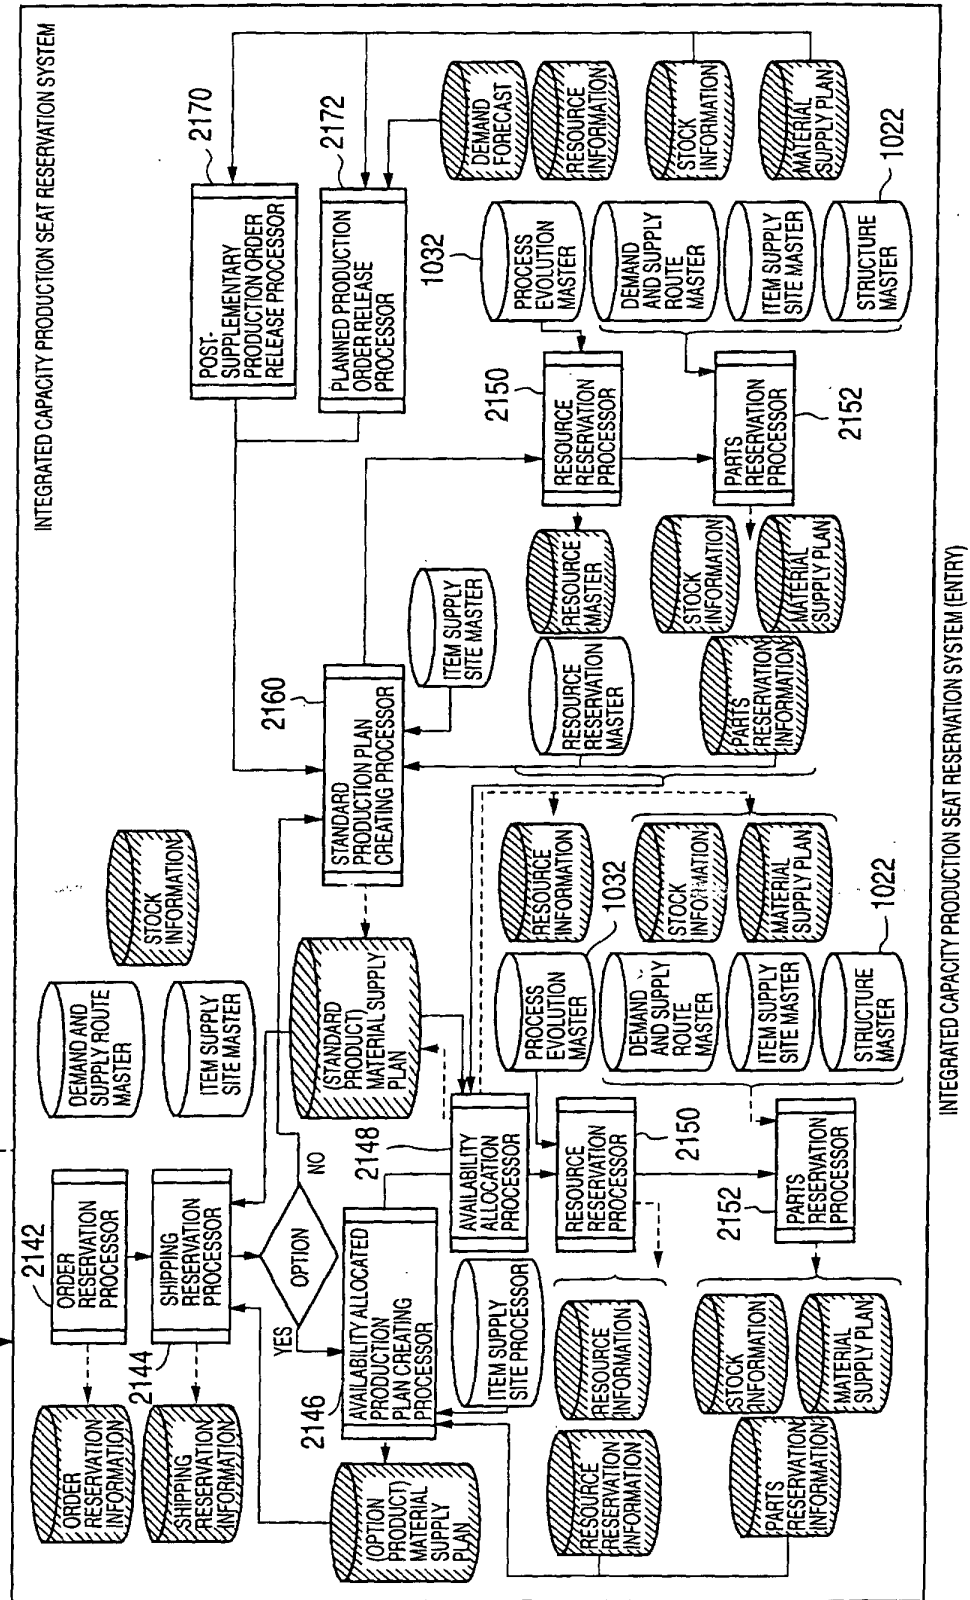 INTEGRATED CAPACITY PRODUCTION SEAT RESERVATION SYSTEM
2142
ORDER
RESERVATION
PROCESSOR
ORDER
RESERVATION
INFORMATION
DEMAND AND
SUPPLY ROUTE
MASTER
STOCK
INFORMATION
ITEM SUPPLY
SITE MASTER
2144
SHIPPING
RESERVATION
PROCESSOR
SHIPPING
RESERVATION
INFORMATION
OPTION
YES
NO
2170
POST-
SUPPLEMENTARY
PRODUCTION ORDER
RELEASE PROCESSOR
2172
PLANNED PRODUCTION
ORDER RELEASE
PROCESSOR
2160
STANDARD
PRODUCTION PLAN
CREATING PROCESSOR
(STANDARD
PRODUCT)
MATERIAL SUPPLY
PLAN
ITEM SUPPLY
SITE MASTER
2146
AVAILABILITY ALLOCATED
PRODUCTION
PLAN CREATING
PROCESSOR
(OPTION
PRODUCT)
MATERIAL
SUPPLY
PLAN
2148
AVAILABILITY
ALLOCATION
PROCESSOR
ITEM SUPPLY
SITE PROCESSOR
DEMAND
FORECAST
RESOURCE
INFORMATION
STOCK
INFORMATION
MATERIAL
SUPPLY PLAN
1032
PROCESS
EVOLUTION
MASTER
DEMAND
AND SUPPLY
ROUTE
MASTER
ITEM SUPPLY
SITE MASTER
STRUCTURE
MASTER
1022
2150
RESOURCE
RESERVATION
PROCESSOR
PARTS
RESERVATION
PROCESSOR
2152
RESOURCE
MASTER
STOCK
INFORMATION
MATERIAL
SUPPLY PLAN
RESOURCE
RESERVATION
MASTER
PARTS
RESERVATION
INFORMATION
RESOURCE
INFORMATION
STOCK
INFORMATION
MATERIAL
SUPPLY PLAN
PROCESS
EVOLUTION
MASTER
1032
DEMAND
AND SUPPLY
ROUTE
MASTER
ITEM SUPPLY
SITE MASTER
STRUCTURE
MASTER
1022
RESOURCE
RESERVATION
PROCESSOR
2150
2152
PARTS
RESERVATION
PROCESSOR
RESOURCE
INFORMATION
STOCK
INFORMATION
MATERIAL
SUPPLY PLAN
RESOURCE
RESERVATION
INFORMATION
PARTS
RESERVATION
INFORMATION
INTEGRATED CAPACITY PRODUCTION SEAT RESERVATION SYSTEM (ENTRY)